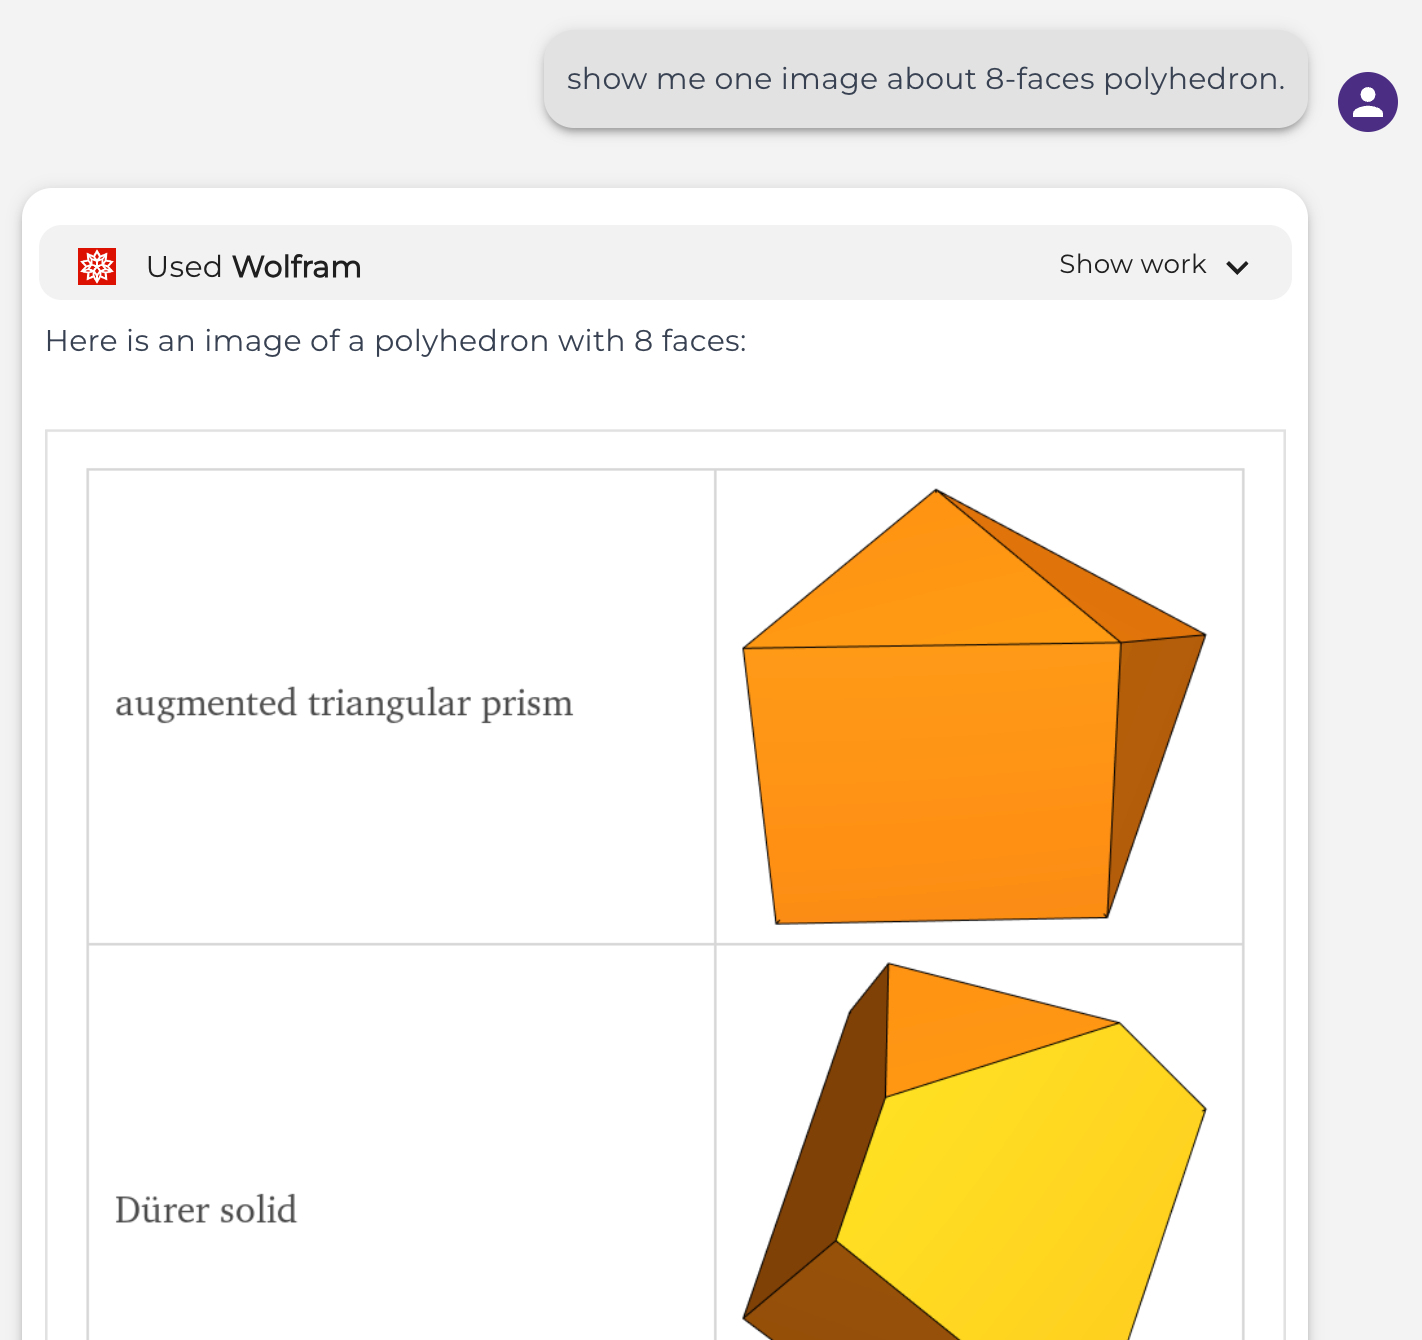 show me one image about 8-faces polyhedron.
Used Wolfram
Show work
Here is an image of a polyhedron with 8 faces:
augmented triangular prism
Dürer solid